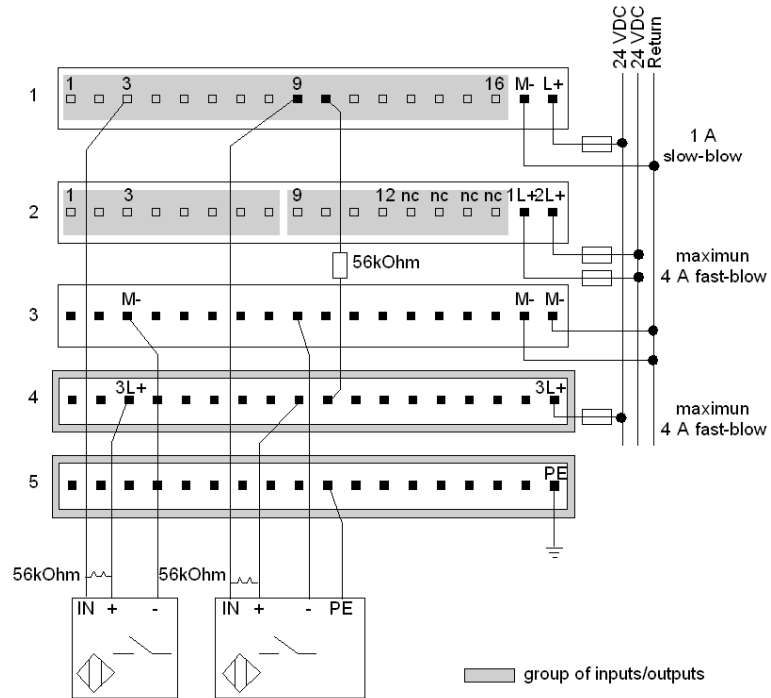 24 VDC
24 VDC
Return
1 3 9 16 M- L+
1
1 A
slow-blow
1 3 9 12 nc nc nc nc 1L+ 2L+
2
56kOhm
maximun
4 A fast-blow
M- M- M-
3
3L+ 3L+
4
maximun
4 A fast-blow
5
PE
56kOhm 56kOhm
IN + - IN + - PE
group of inputs/outputs